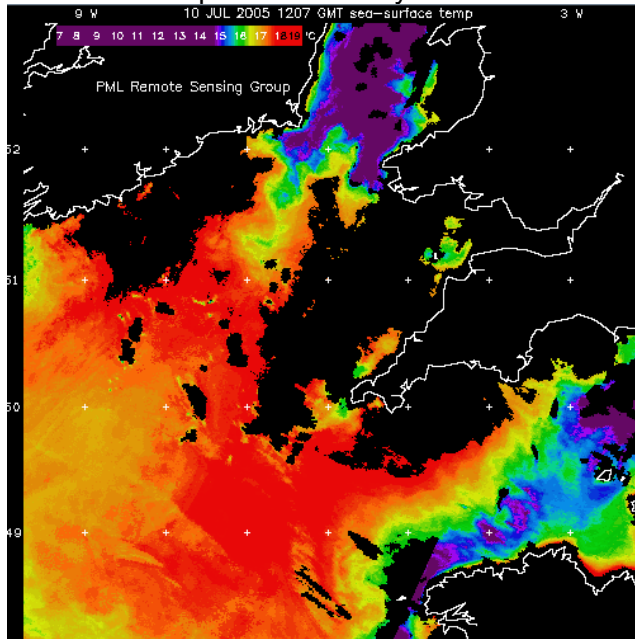 9 W 10 JUL 2005 1207 GMT sea-surface temp 3 W
7 8 9 10 11 12 13 14 15 16 17 18 19 °C
PML Remote Sensing Group
52
51
50
49